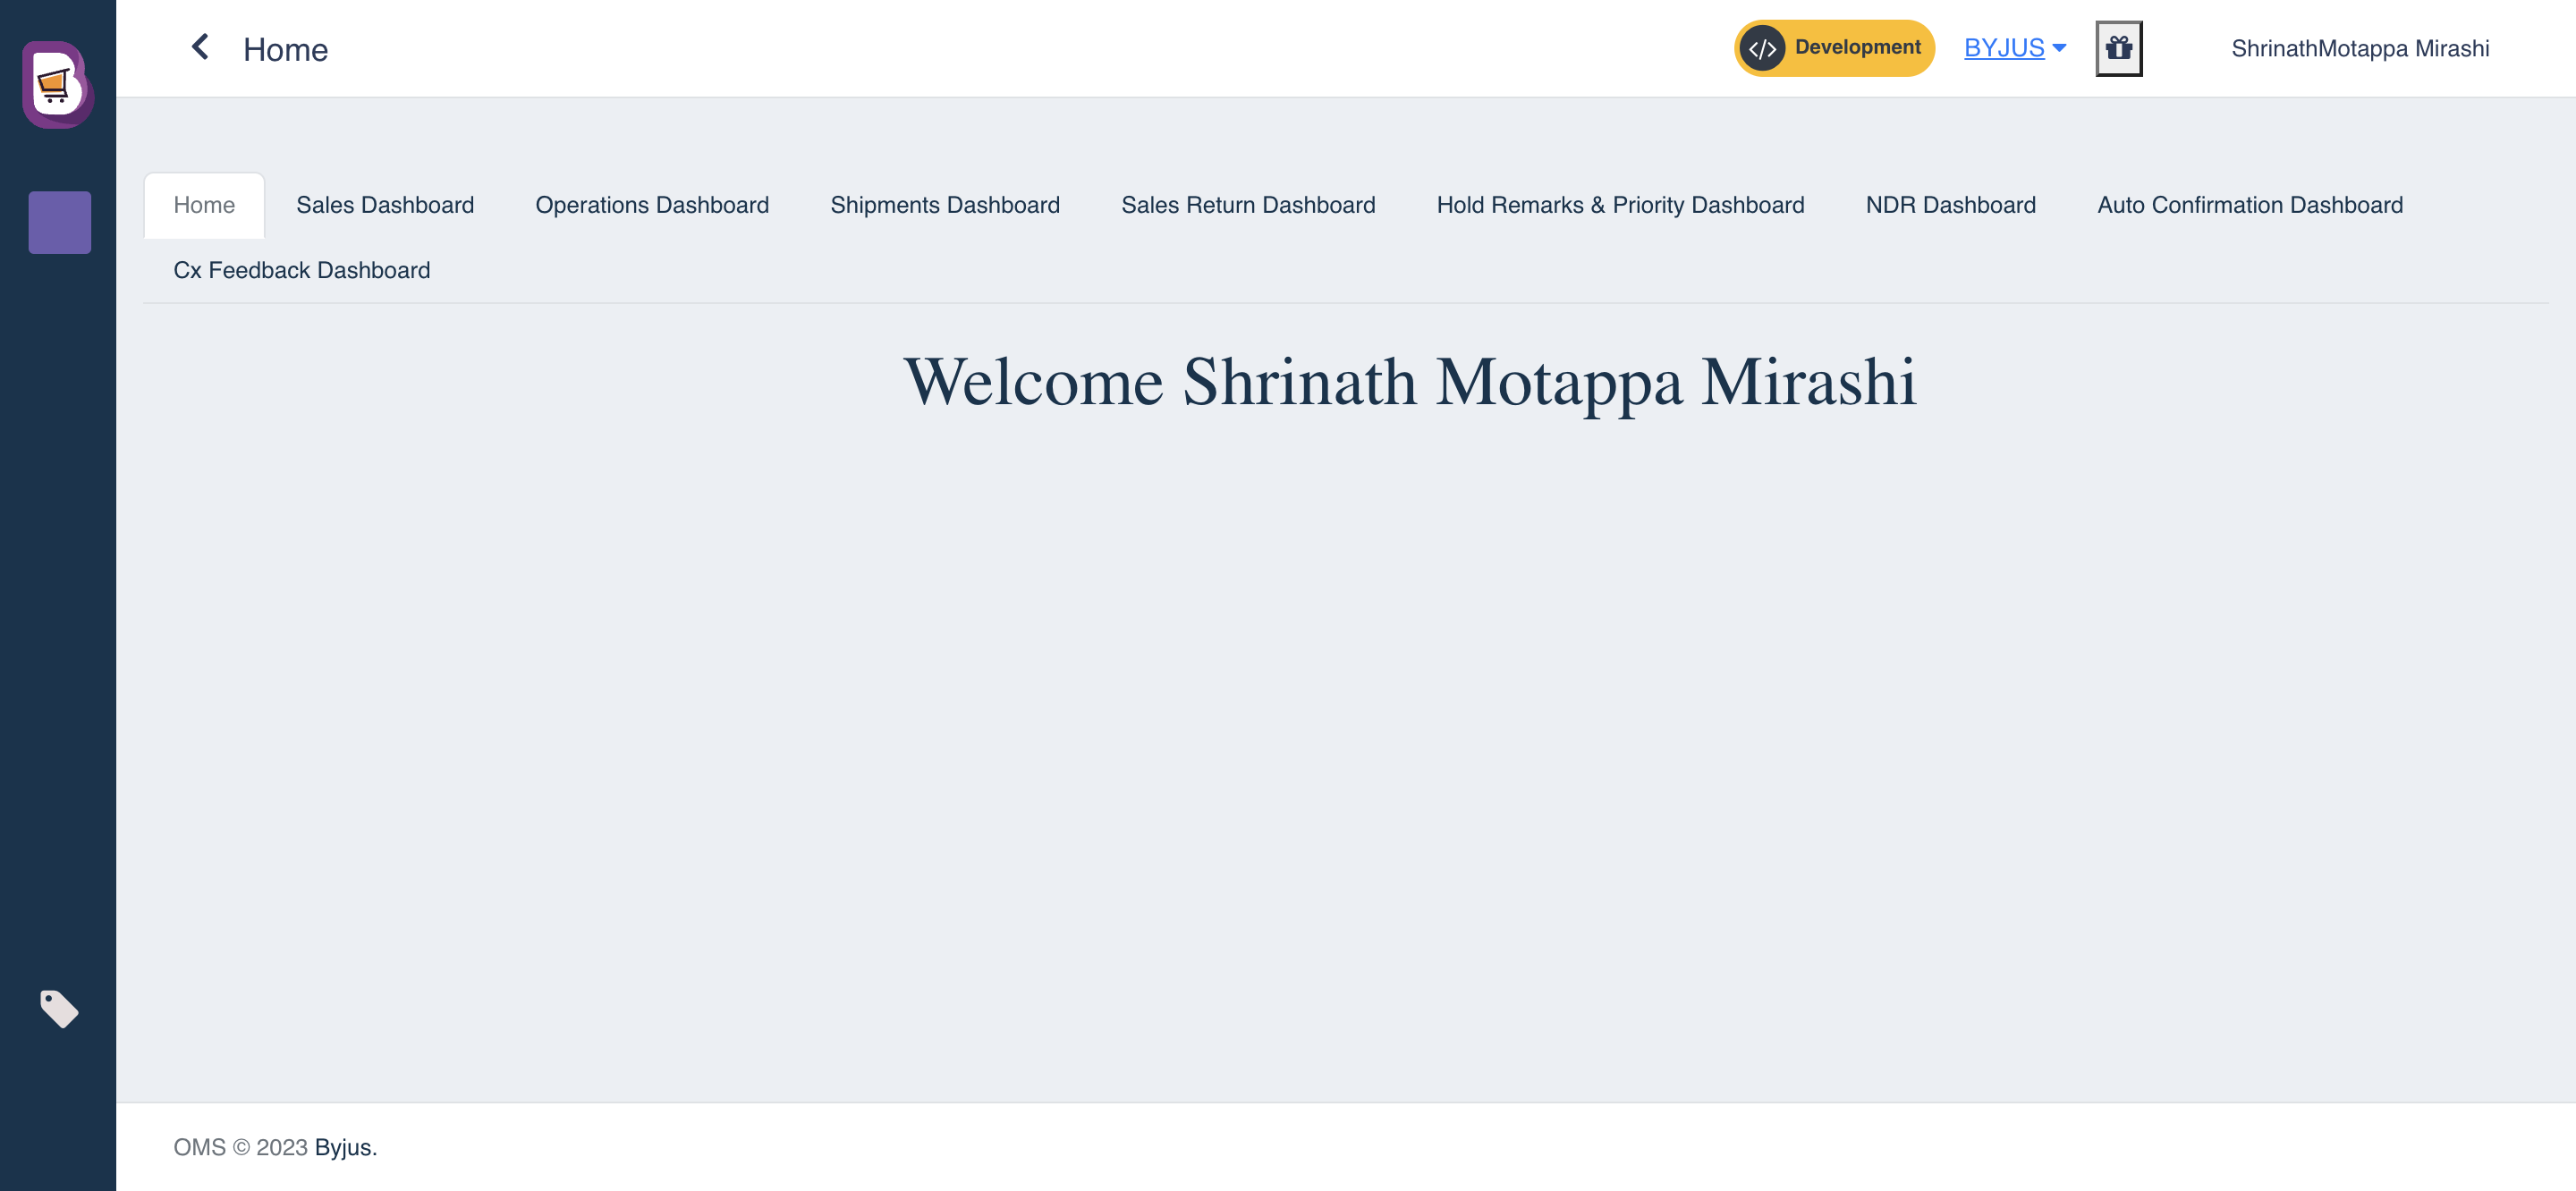 Home
</> Development
BYJUS
ShrinathMotappa Mirashi
Home
Sales Dashboard
Operations Dashboard
Shipments Dashboard
Sales Return Dashboard
Hold Remarks & Priority Dashboard
NDR Dashboard
Auto Confirmation Dashboard
Cx Feedback Dashboard
Welcome Shrinath Motappa Mirashi
OMS © 2023 Byjus.